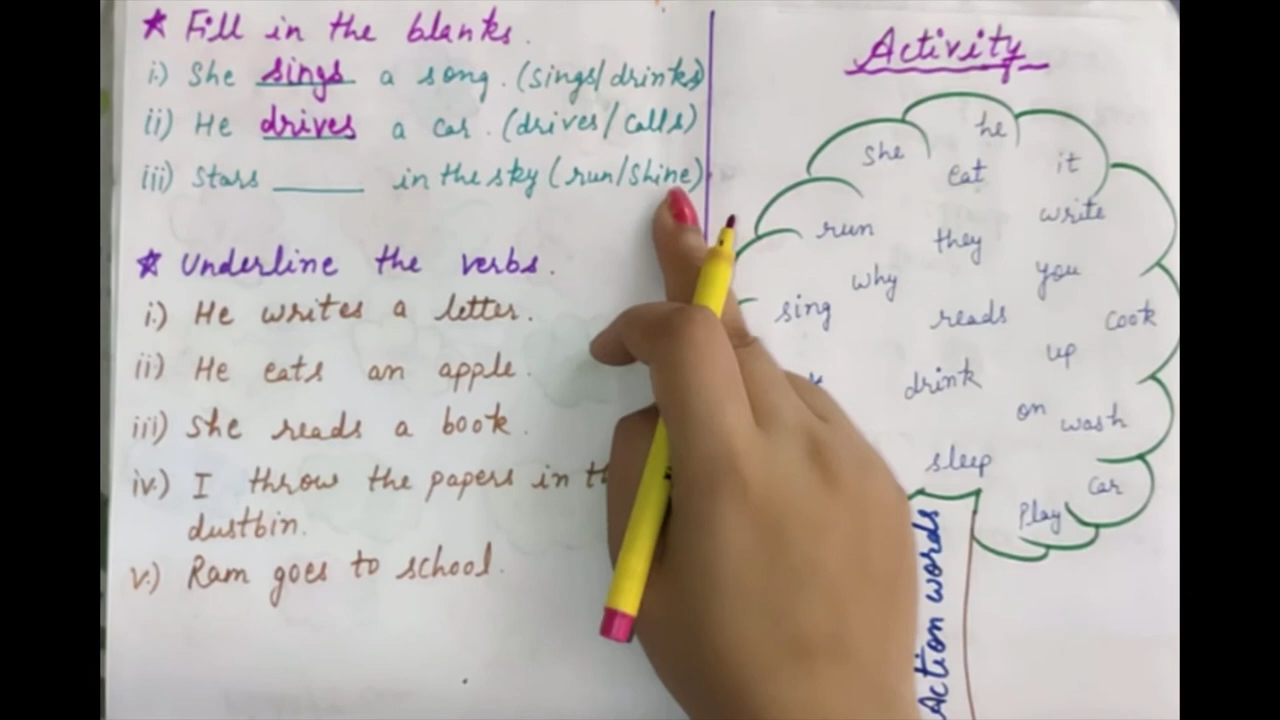 ★ Fill in the blanks.
i) She sings a song. (sings/drinks)
ii) He drives a car. (drives/calls)
iii) Stars ______ in the sky (run/shine)
★ Underline the verbs.
i.) He writes a letter.
ii) He eats an apple.
iii) She reads a book.
iv.) I throw the papers in
dustbin.
v.) Ram goes to school.
Activity
he
she
eat
it
write
run
they
why
you
sing
reads
cook
up
drink
on
wash
sleep
car
Play
Action words